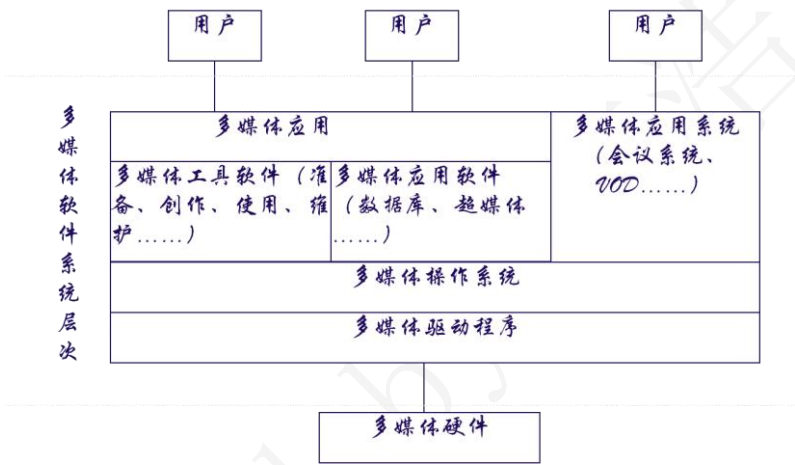 用户
用户
用户
多媒体软件系统层次
多媒体应用
多媒体应用系统
（会议系统、
VOD……）
多媒体工具软件（准
备、创作、使用、维
护……）
多媒体应用软件
（数据库、超媒体
……）
多媒体操作系统
多媒体驱动程序
多媒体硬件